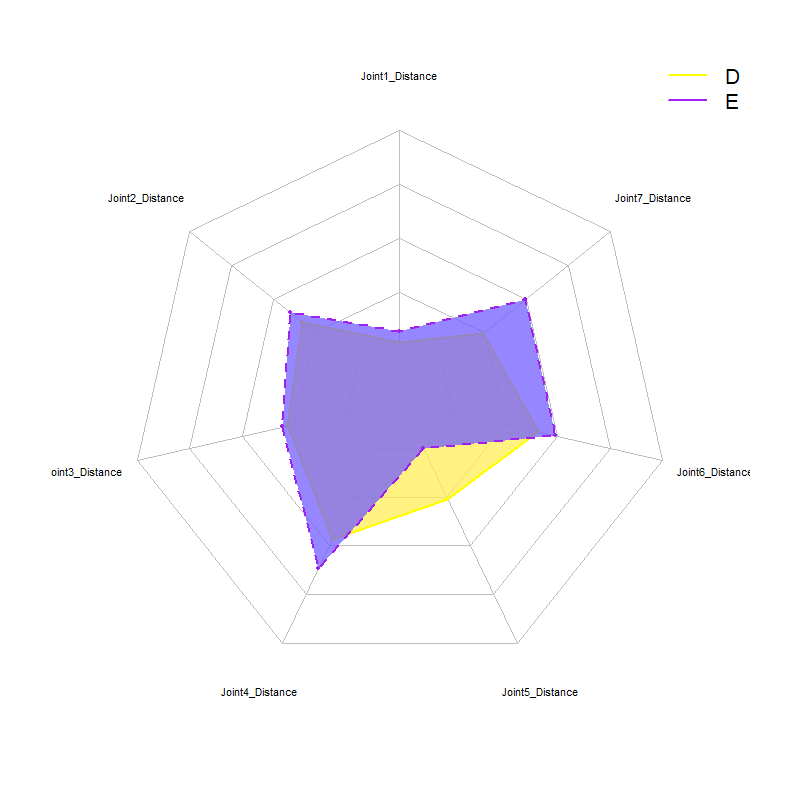 Joint1_Distance
D
E
Joint2_Distance
Joint7_Distance
oint3_Distance
Joint6_Distance
Joint4_Distance
Joint5_Distance